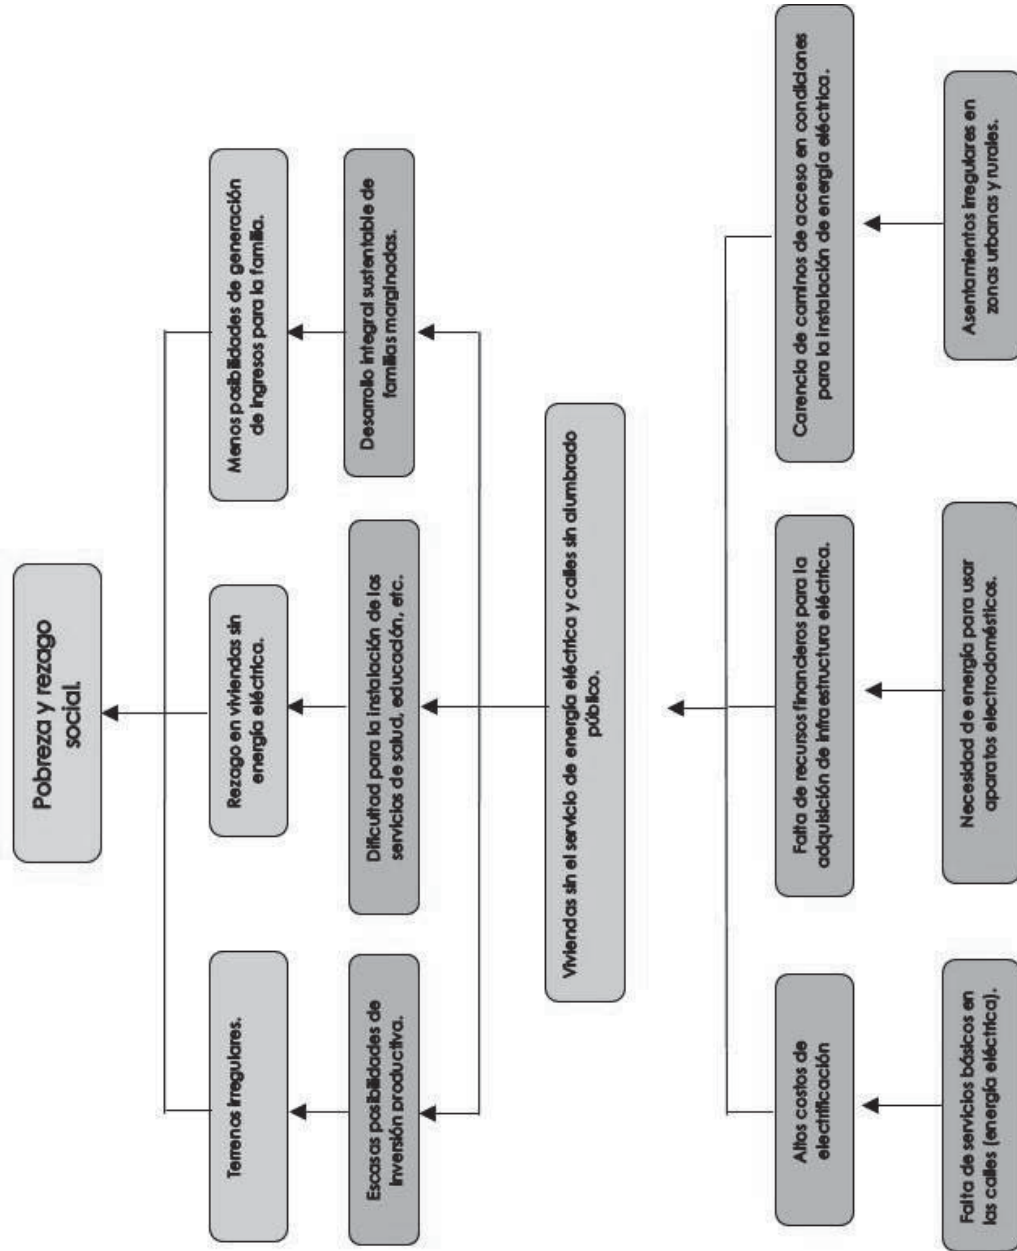 Pobreza y rezago
social.
Terrenos irregulares.
Rezago en viviendas sin
energía eléctrica.
Menos posibilidades de generación
de ingresos para la familia.
Escasas posibilidades de
inversión productiva.
Dificultad para la instalación de los
servicios de salud, educación, etc.
Desarrollo integral sustentable de
familias marginadas.
Viviendas sin el servicio de energía eléctrica y calles sin alumbrado
público.
Altos costos de
electrificación
Falta de recursos financieros para la
adquisición de infraestructura eléctrica.
Carencia de caminos de acceso en condiciones
para la instalación de energía eléctrica.
Falta de servicios básicos en
las calles (energía eléctrica).
Necesidad de energía para usar
aparatos electrodomésticos.
Asentamientos irregulares en
zonas urbanas y rurales.